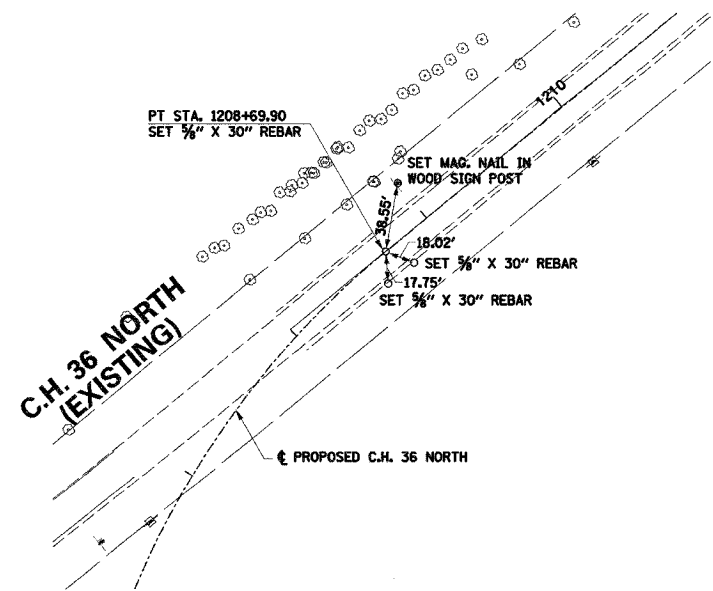 1210
PT STA. 1208+69.90
SET ⅝" X 30" REBAR
SET MAG. NAIL IN
WOOD SIGN POST
38.55'
18.02'
SET ⅝" X 30" REBAR
17.75'
SET ⅝" X 30" REBAR
C.H. 36 NORTH
(EXISTING)
℄ PROPOSED C.H. 36 NORTH